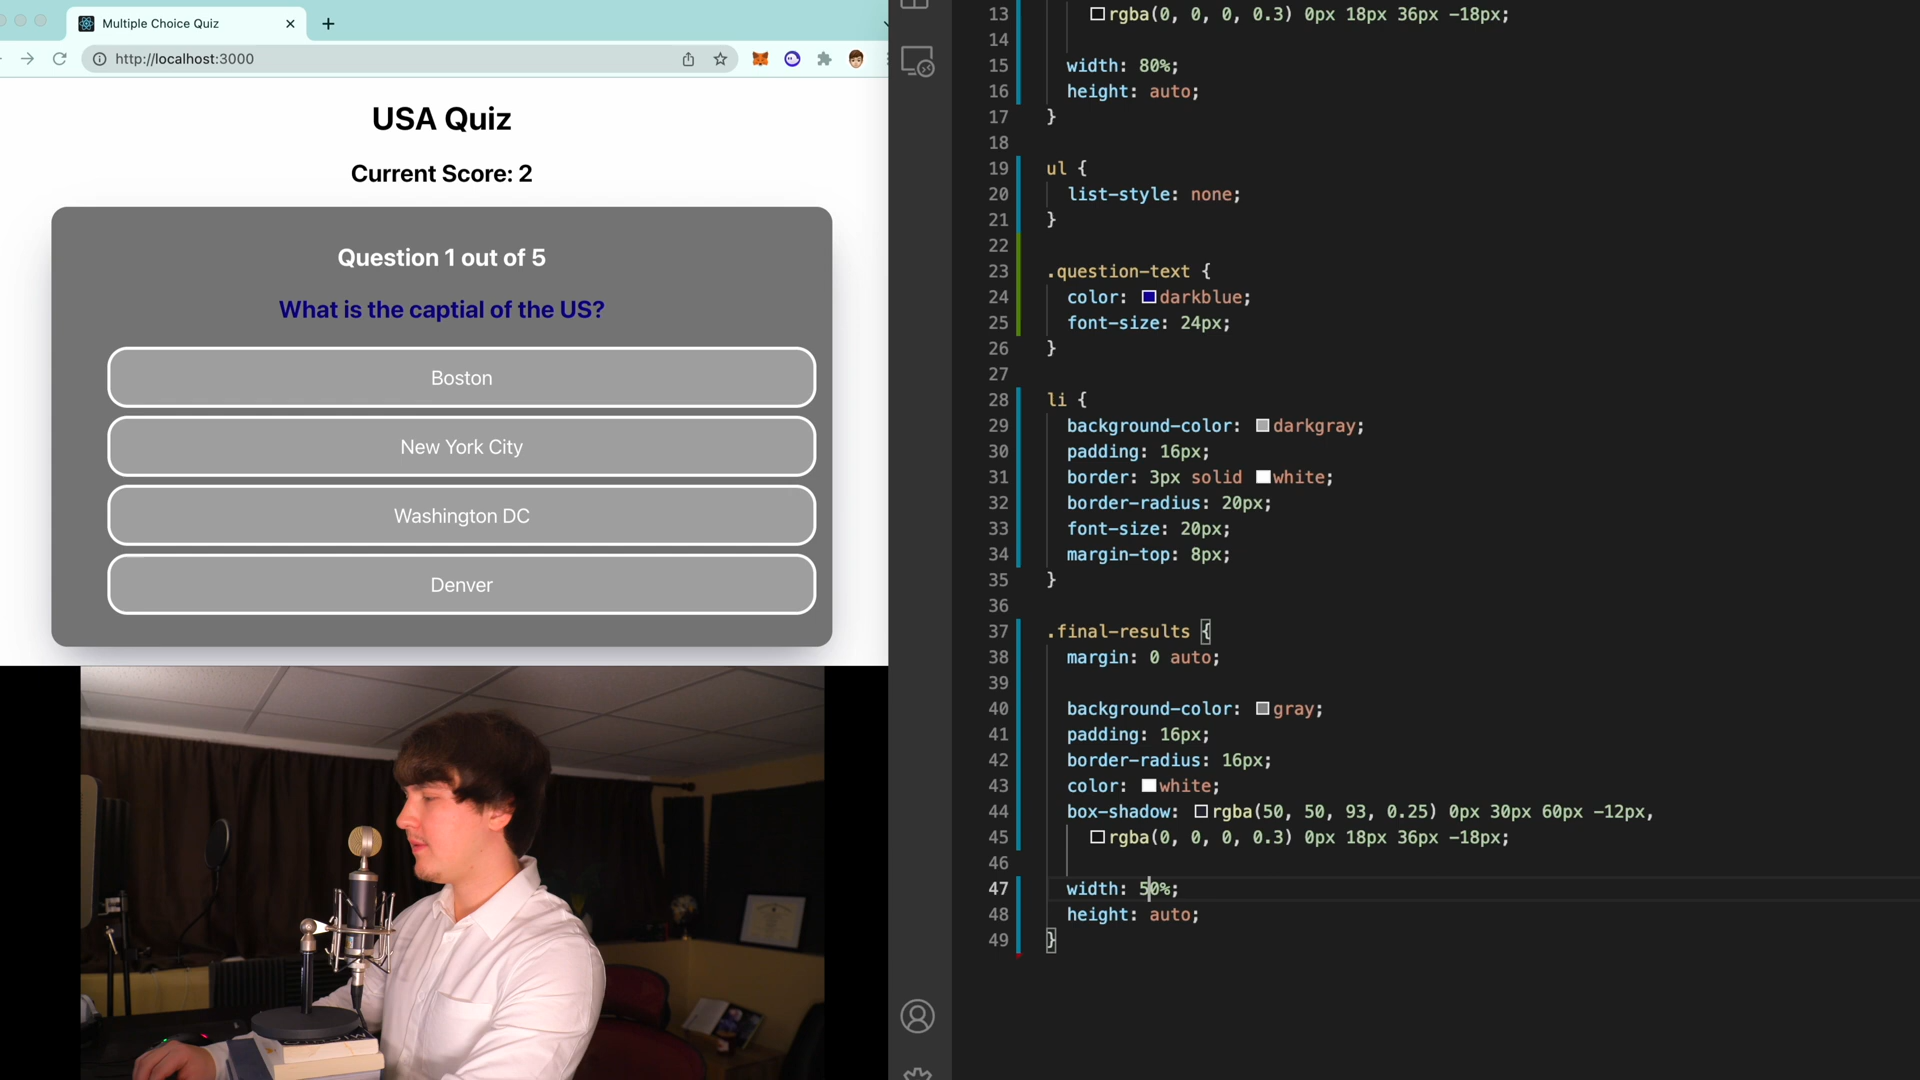 Multiple Choice Quiz
http://localhost:3000
USA Quiz
Current Score: 2
Question 1 out of 5
What is the captial of the US?
Boston
New York City
Washington DC
Denver
13 rgba(0, 0, 0, 0.3) 0px 18px 36px -18px;
14
15 width: 80%;
16 height: auto;
17 }
18
19 ul {
20 list-style: none;
21 }
22
23 .question-text {
24 color: darkblue;
25 font-size: 24px;
26 }
27
28 li {
29 background-color: darkgray;
30 padding: 16px;
31 border: 3px solid white;
32 border-radius: 20px;
33 font-size: 20px;
34 margin-top: 8px;
35 }
36
37 .final-results {
38 margin: 0 auto;
39
40 background-color: gray;
41 padding: 16px;
42 border-radius: 16px;
43 color: white;
44 box-shadow: rgba(50, 50, 93, 0.25) 0px 30px 60px -12px,
45 rgba(0, 0, 0, 0.3) 0px 18px 36px -18px;
46
47 width: 50%;
48 height: auto;
49 }